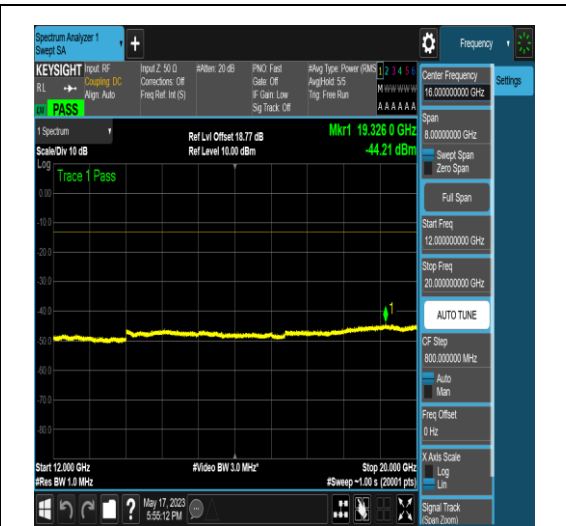 Spectrum Analyzer 1
Swept SA
+
Frequency
KEYSIGHT
RL
PASS
Input: RF
Coupling: DC
Align: Auto
Input Z: 50 Ω
Corrections: Off
Freq Ref: Int (S)
#Atten: 20 dB
PNO: Fast
Gate: Off
IF Gain: Low
Sig Track: Off
#Avg Type: Power (RMS
Avg|Hold: 5/5
Trig: Free Run
1 2 3 4 5 6
M W W W W W
A A A A A A
1 Spectrum
Scale/Div 10 dB
Ref Lvl Offset 18.77 dB
Ref Level 10.00 dBm
Mkr1 19.326 0 GHz
-44.21 dBm
Log
Trace 1 Pass
0.00
-10.0
-20.0
-30.0
-40.0
-50.0
-60.0
-70.0
-80.0
1
Start 12.000 GHz
#Res BW 1.0 MHz
#Video BW 3.0 MHz*
Stop 20.000 GHz
#Sweep ~1.00 s (20001 pts)
Center Frequency
16.000000000 GHz
Settings
Span
8.00000000 GHz
Swept Span
Zero Span
Full Span
Start Freq
12.000000000 GHz
Stop Freq
20.000000000 GHz
AUTO TUNE
CF Step
800.000000 MHz
Auto
Man
Freq Offset
0 Hz
X Axis Scale
Log
Lin
Signal Track
(Span Zoom)
?
May 17, 2023
5:55:12 PM